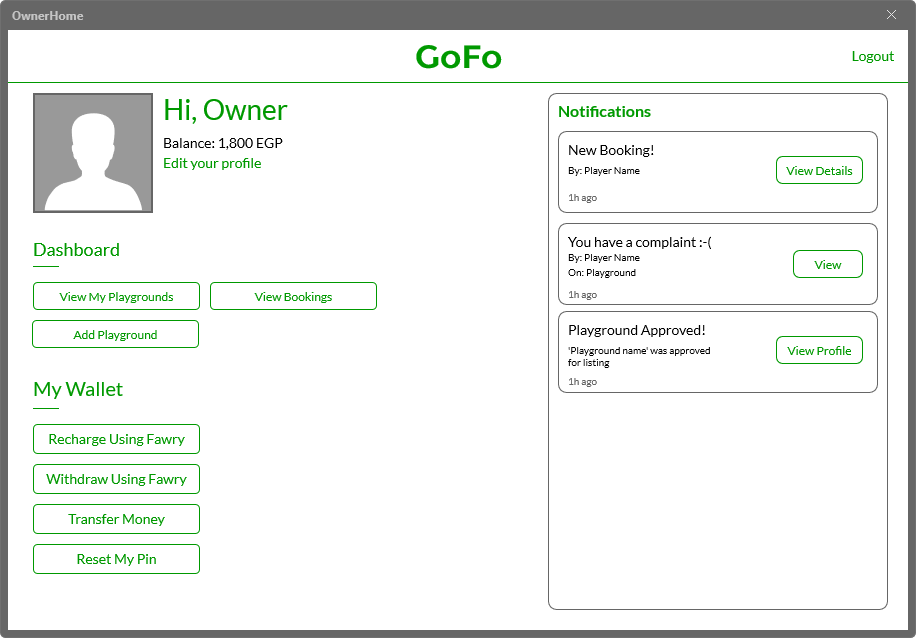 OwnerHome
GoFo
Logout
Hi, Owner
Balance: 1,800 EGP
Edit your profile
Dashboard
View My Playgrounds
View Bookings
Add Playground
My Wallet
Recharge Using Fawry
Withdraw Using Fawry
Transfer Money
Reset My Pin
Notifications
New Booking!
By: Player Name
1h ago
View Details
You have a complaint :-(
By: Player Name
On: Playground
1h ago
View
Playground Approved!
'Playground name' was approved
for listing
1h ago
View Profile